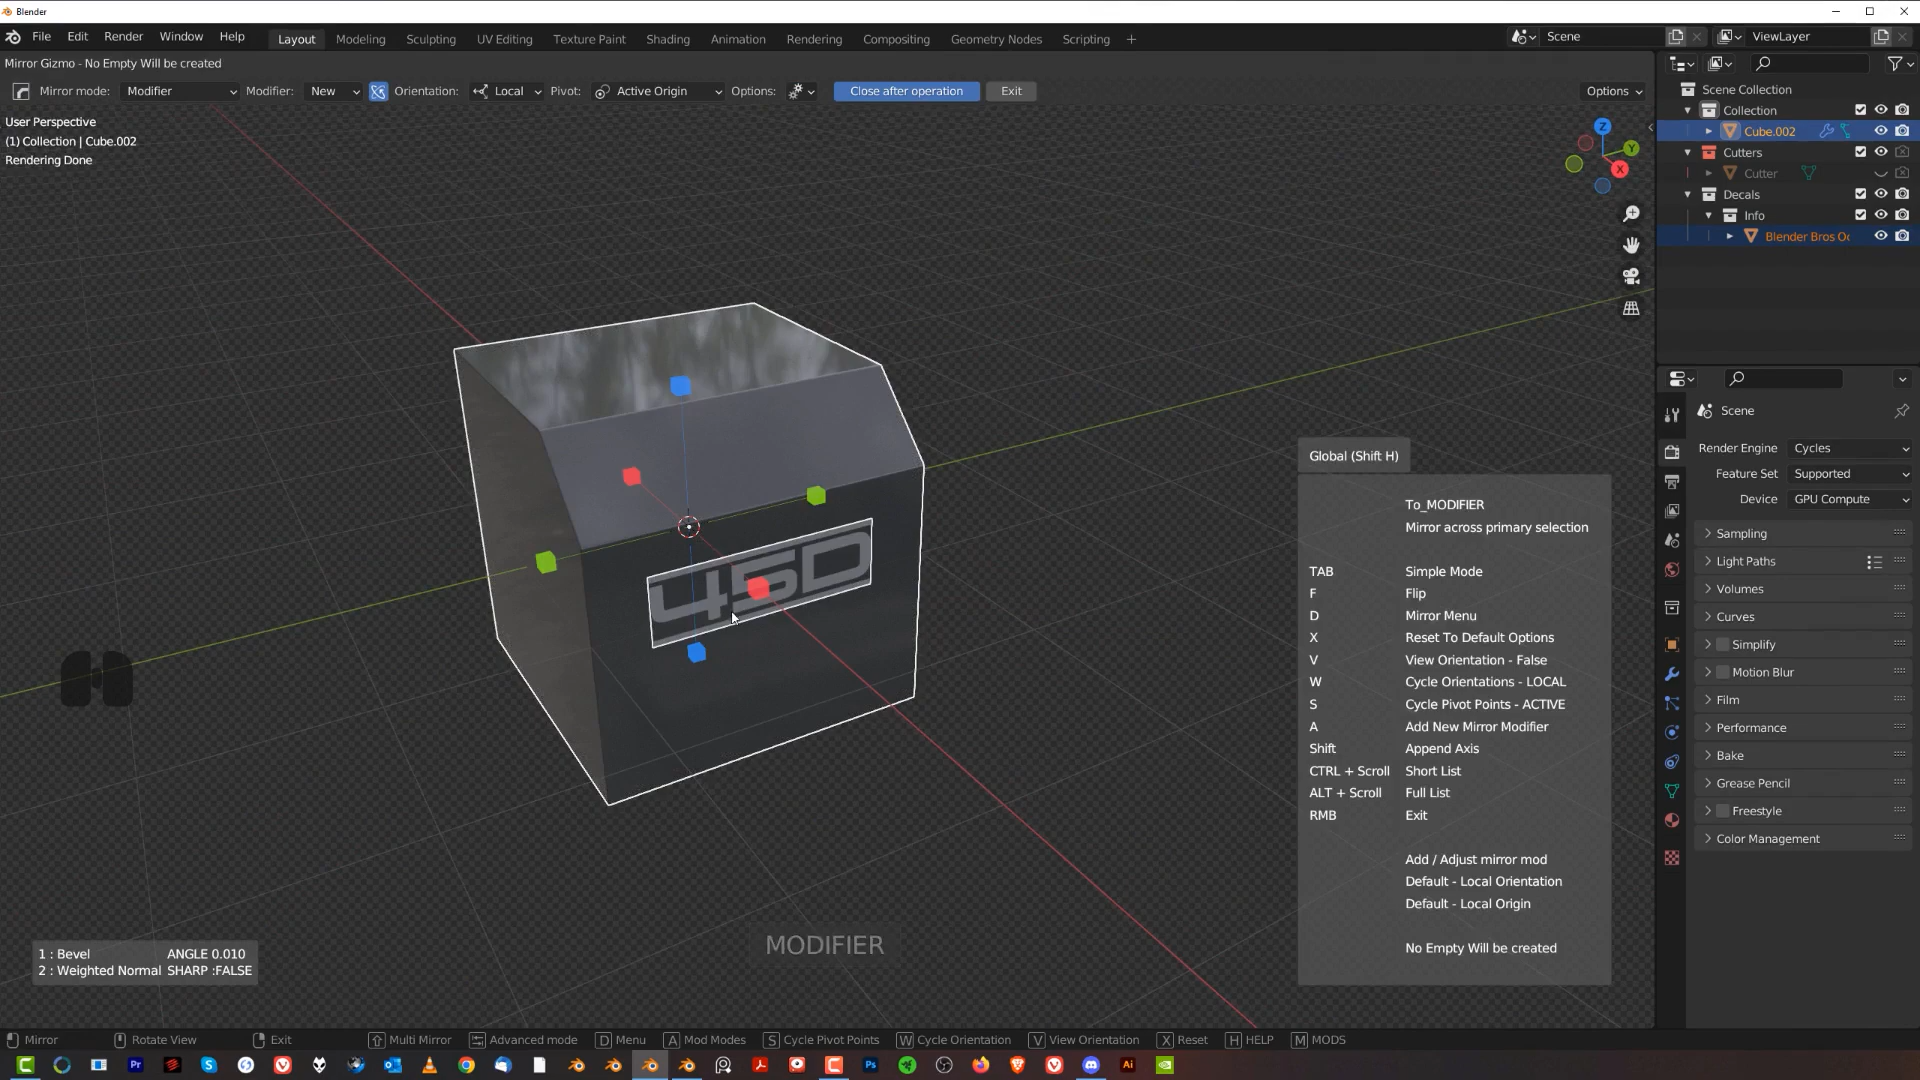 Blender
File Edit Render Window Help Layout Modeling Sculpting UV Editing Texture Paint Shading Animation Rendering Compositing Geometry Nodes Scripting + Scene ViewLayer
Mirror Gizmo - No Empty Will be created
Mirror mode: Modifier Modifier: New Orientation: Local Pivot: Active Origin Options: Close after operation Exit Options
User Perspective
(1) Collection | Cube.002
Rendering Done
Z
Y
X
45D
Global (Shift H)
To_MODIFIER
Mirror across primary selection
TAB Simple Mode
F Flip
D Mirror Menu
X Reset To Default Options
V View Orientation - False
W Cycle Orientations - LOCAL
S Cycle Pivot Points - ACTIVE
A Add New Mirror Modifier
Shift Append Axis
CTRL + Scroll Short List
ALT + Scroll Full List
RMB Exit
Add / Adjust mirror mod
Default - Local Orientation
Default - Local Origin
No Empty Will be created
MODIFIER
1 : Bevel ANGLE 0.010
2 : Weighted Normal SHARP :FALSE
Scene Collection
Collection
Cube.002
Cutters
Cutter
Decals
Info
Blender Bros Oc
Scene
Render Engine Cycles
Feature Set Supported
Device GPU Compute
Sampling
Light Paths
Volumes
Curves
Simplify
Motion Blur
Film
Performance
Bake
Grease Pencil
Freestyle
Color Management
Mirror Rotate View Exit Multi Mirror Advanced mode D Menu A Mod Modes S Cycle Pivot Points W Cycle Orientation V View Orientation X Reset H HELP M MODS
Pr S Ps Ai